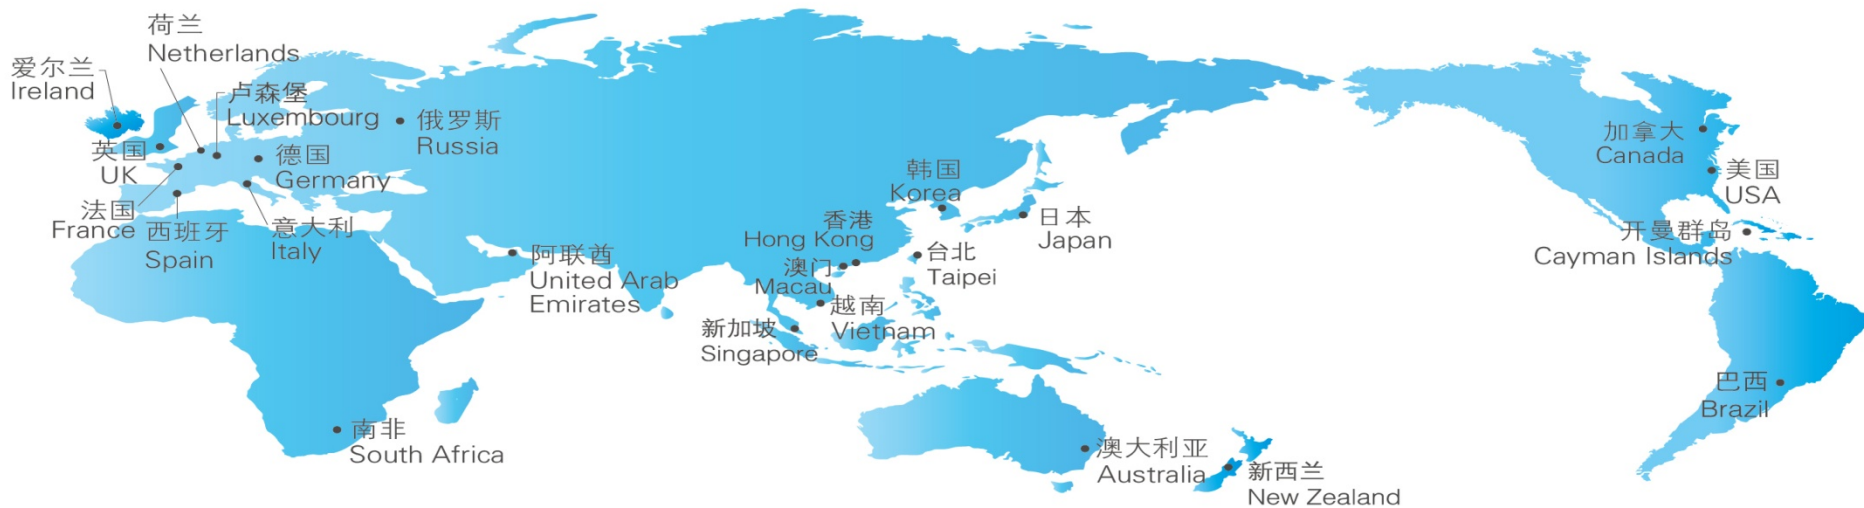 荷兰
Netherlands
爱尔兰
Ireland
卢森堡
Luxembourg
俄罗斯
Russia
英国
UK
德国
Germany
法国
France
西班牙
Spain
意大利
Italy
阿联酋
United Arab
Emirates
韩国
Korea
日本
Japan
香港
Hong Kong
澳门
Macau
台北
Taipei
越南
Vietnam
新加坡
Singapore
南非
South Africa
澳大利亚
Australia
新西兰
New Zealand
加拿大
Canada
美国
USA
开曼群岛
Cayman Islands
巴西
Brazil